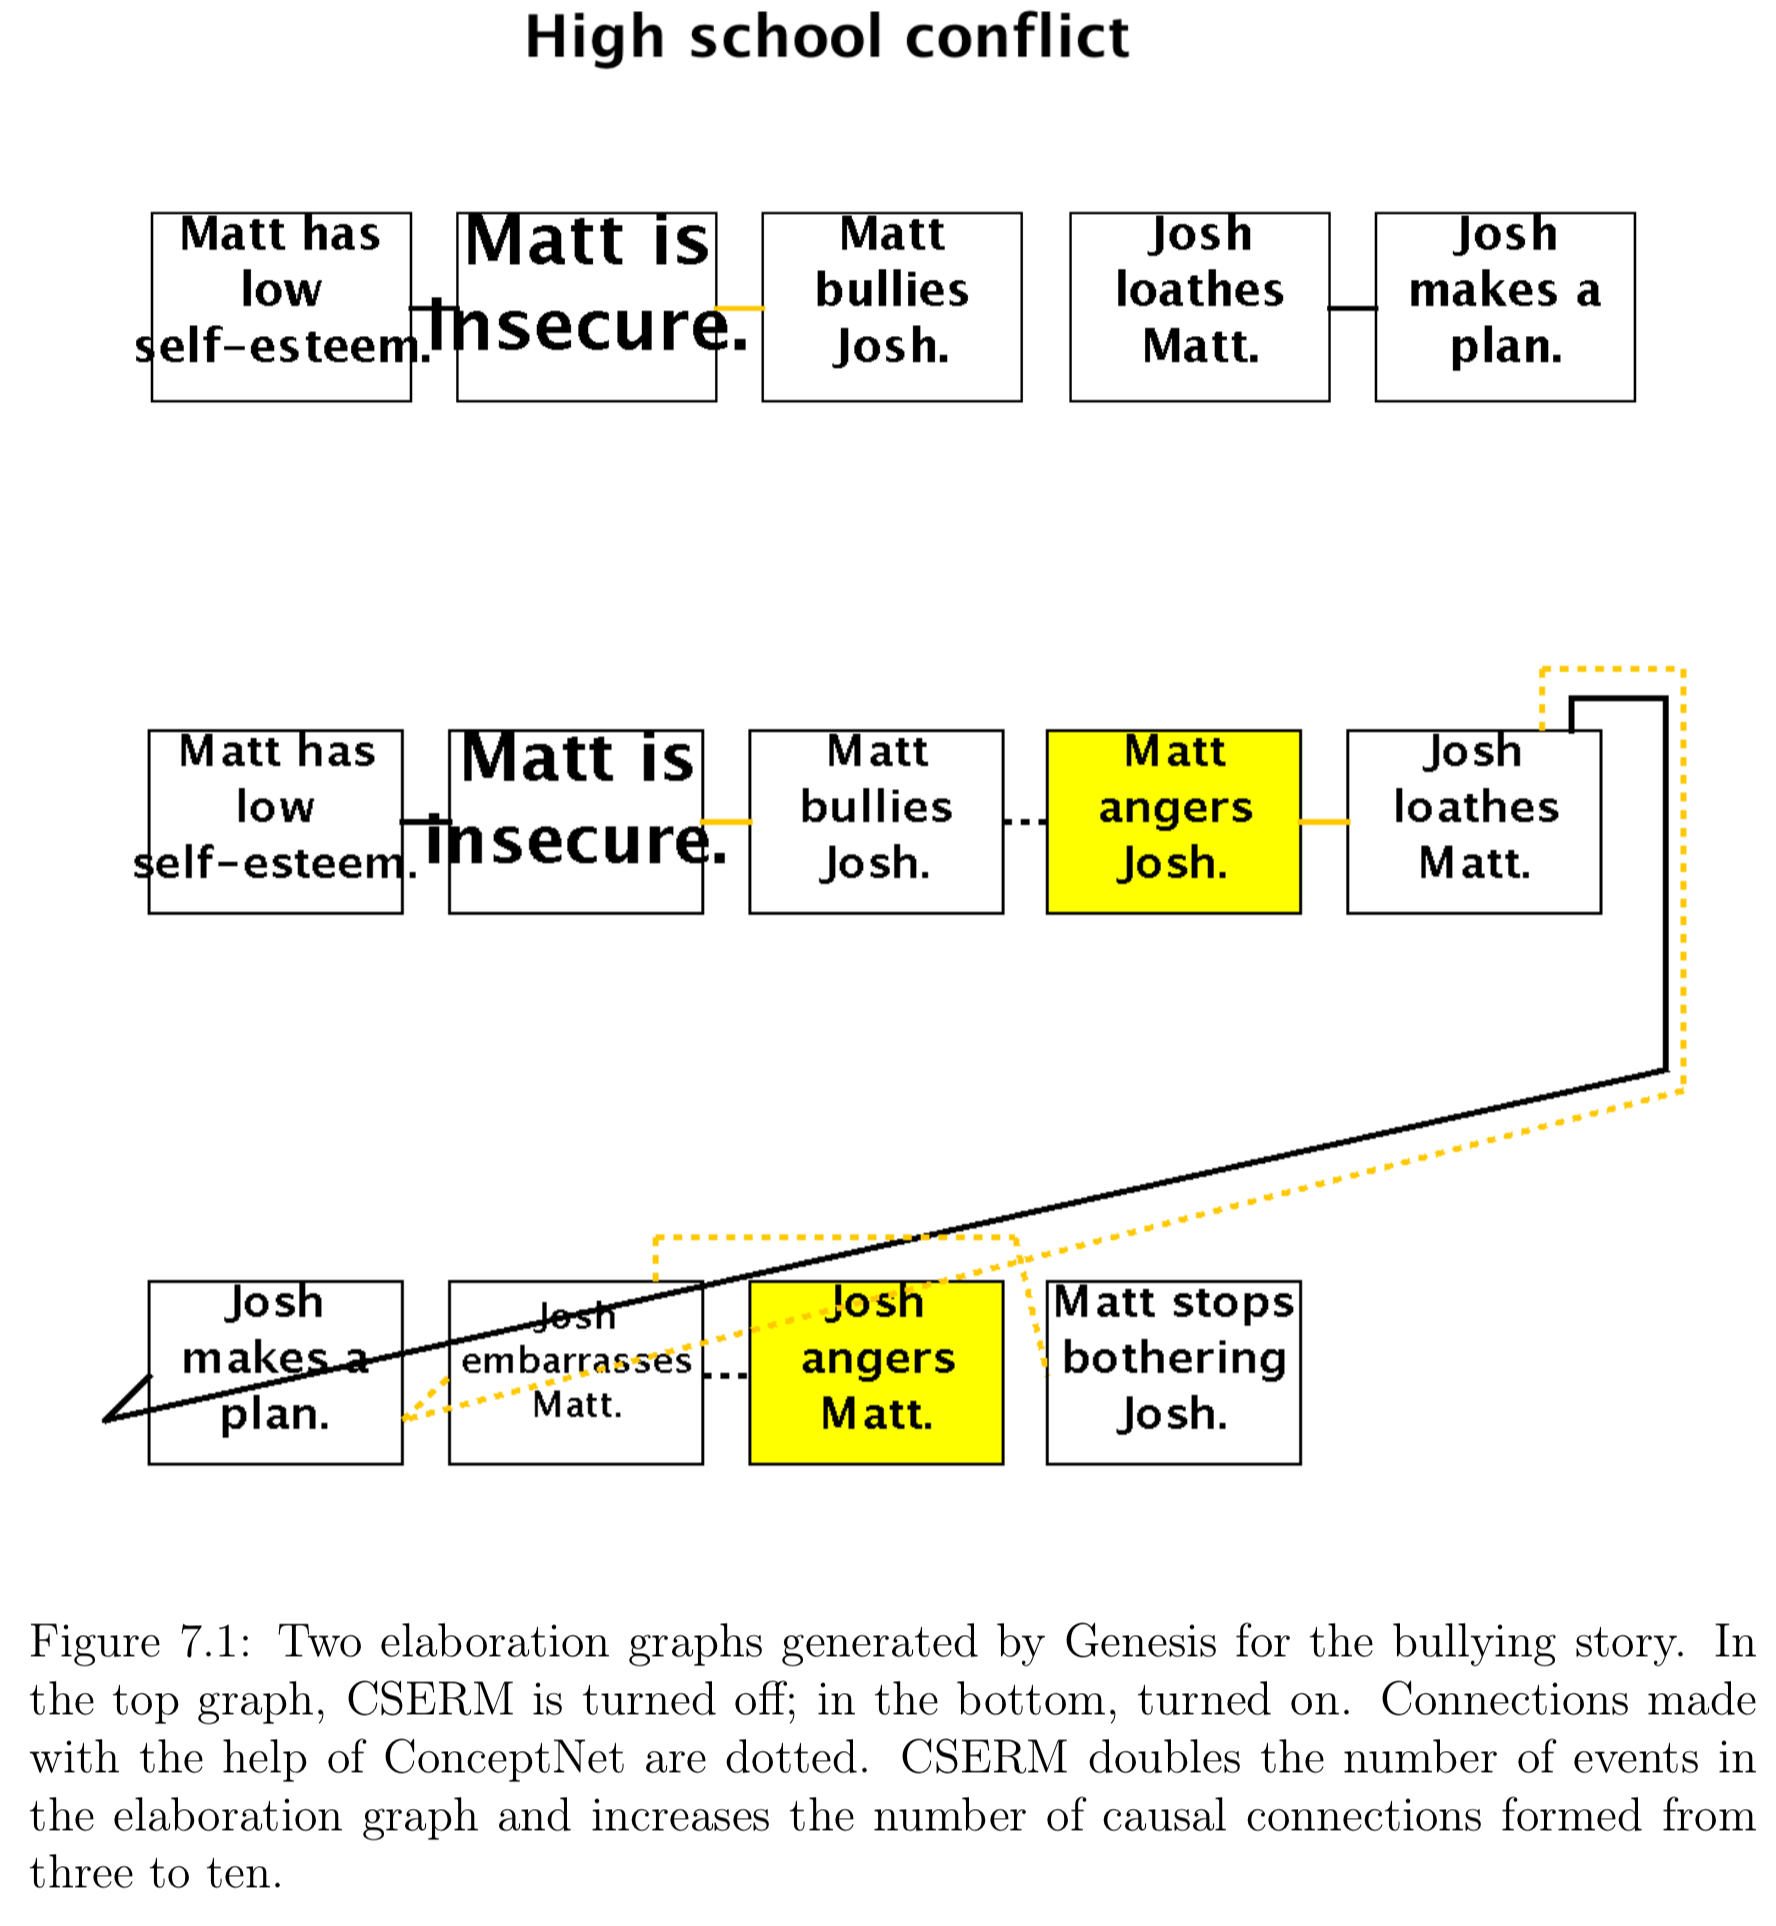 High school conflict
Matt has
low
self-esteem.
Matt is
insecure.
Matt
bullies
Josh.
Josh
loathes
Matt.
Josh
makes a
plan.
Matt has
low
self-esteem.
Matt is
insecure.
Matt
bullies
Josh.
Matt
angers
Josh.
Josh
loathes
Matt.
Josh
makes a
plan.
Josh
embarrasses
Matt.
Josh
angers
Matt.
Matt stops
bothering
Josh.
Figure 7.1: Two elaboration graphs generated by Genesis for the bullying story. In
the top graph, CSERM is turned off; in the bottom, turned on. Connections made
with the help of ConceptNet are dotted. CSERM doubles the number of events in
the elaboration graph and increases the number of causal connections formed from
three to ten.